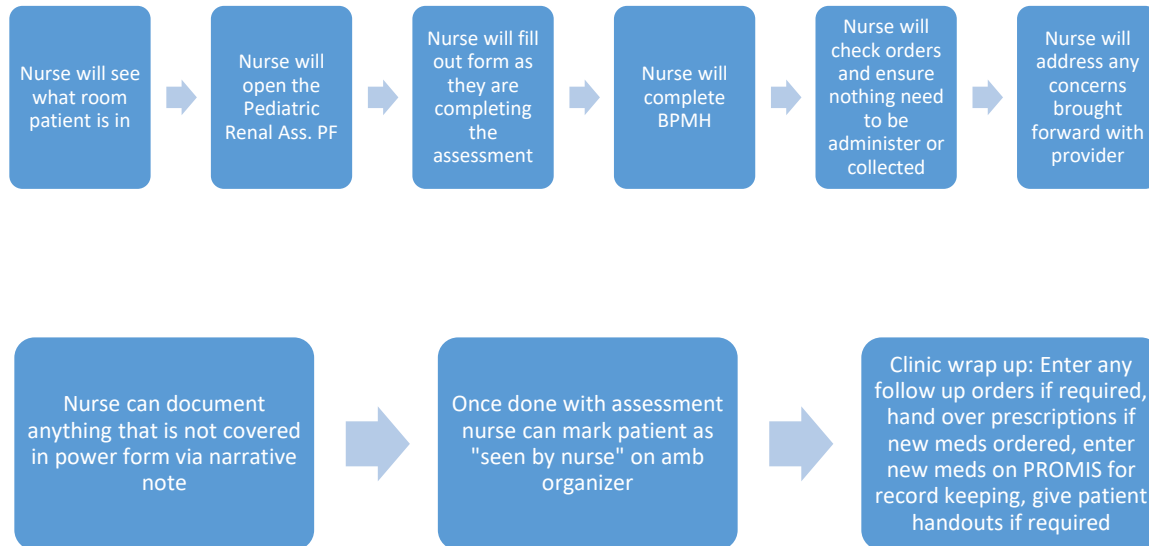 Nurse will see
what room
patient is in
Nurse will
open the
Pediatric
Renal Ass. PF
Nurse will fill
out form as
they are
completing
the
assessment
Nurse will
complete
BPMH
Nurse will
check orders
and ensure
nothing need
to be
administer or
collected
Nurse will
address any
concerns
brought
forward with
provider
Nurse can document
anything that is not covered
in power form via narrative
note
Once done with assessment
nurse can mark patient as
"seen by nurse" on amb
organizer
Clinic wrap up: Enter any
follow up orders if required,
hand over prescriptions if
new meds ordered, enter
new meds on PROMIS for
record keeping, give patient
handouts if required